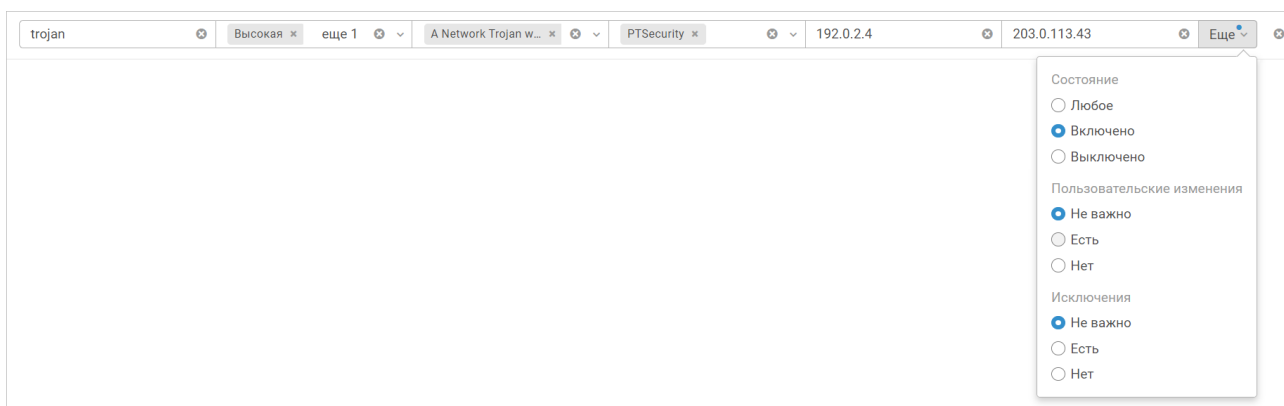 trojan Высокая еще 1 A Network Trojan w... PTSecurity 192.0.2.4 203.0.113.43 Еще
Состояние
Любое
Включено
Выключено
Пользовательские изменения
Не важно
Есть
Нет
Исключения
Не важно
Есть
Нет